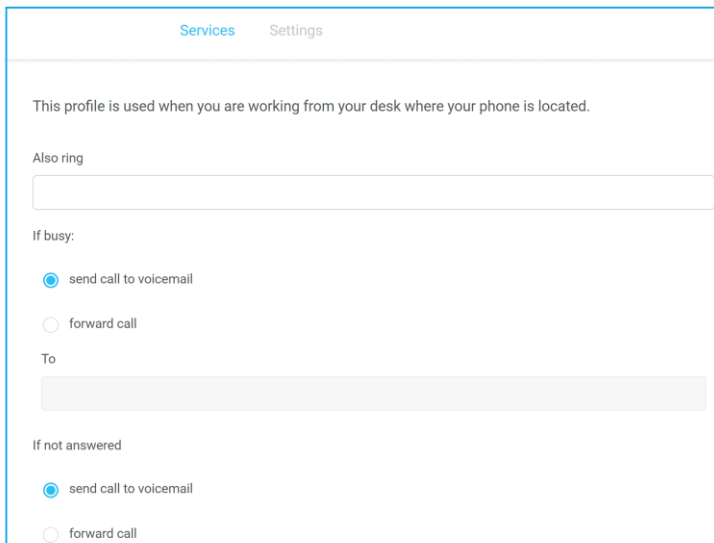 Services Settings
This profile is used when you are working from your desk where your phone is located.
Also ring
If busy:
send call to voicemail
forward call
To
If not answered
send call to voicemail
forward call